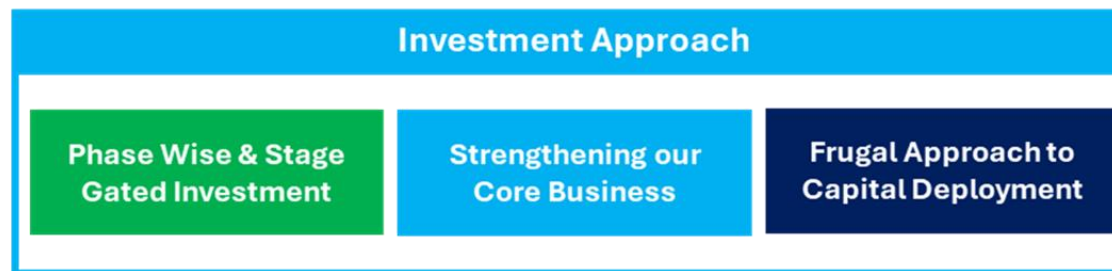 Investment Approach
Phase Wise & Stage
Gated Investment
Strengthening our
Core Business
Frugal Approach to
Capital Deployment